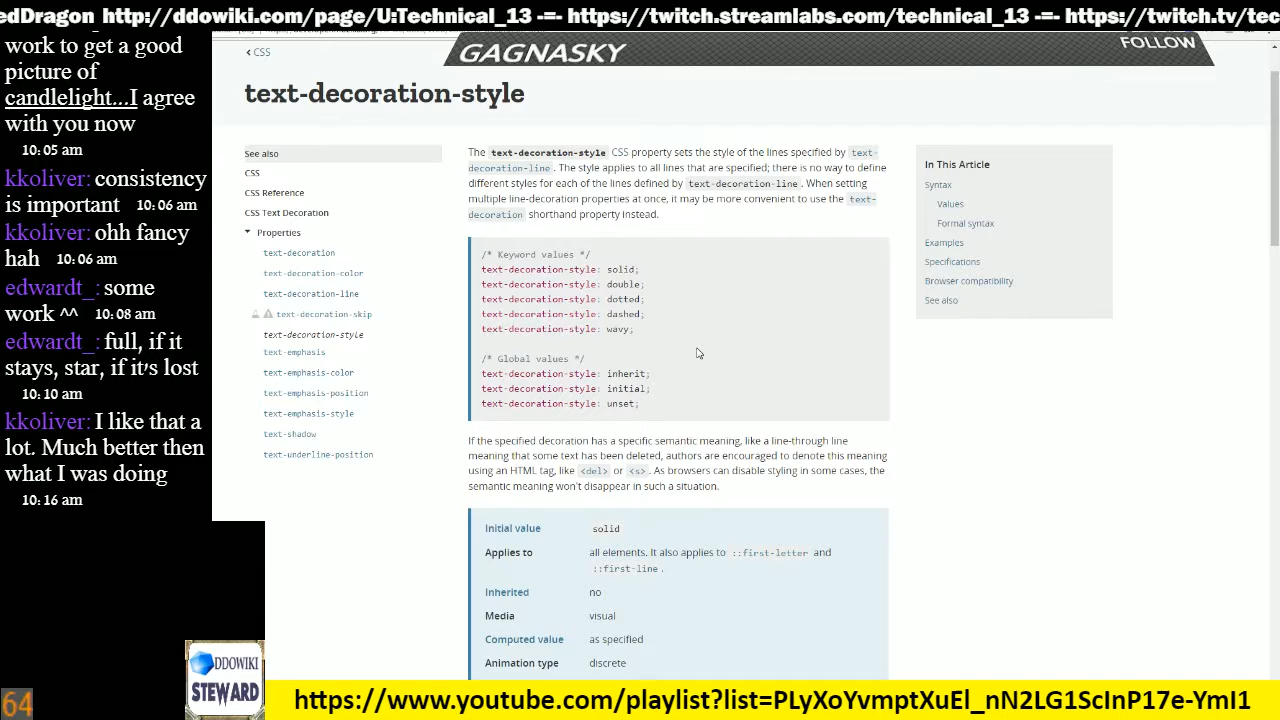 edDragon http://ddowiki.com/page/U:Technical_13 -=- https://twitch.streamlabs.com/technical_13 -=- https://twitch.tv/tec
work to get a good
picture of
candlelight...I agree
with you now
10:05 am
kkoliver: consistency
is important 10:06 am
kkoliver: ohh fancy
hah 10:06 am
edwardt_: some
work ^^ 10:08 am
edwardt_: full, if it
stays, star, if it's lost
10:10 am
kkoliver: I like that a
lot. Much better then
what I was doing
10:16 am
CSS
GAGNASKY
FOLLOW
text-decoration-style
See also
CSS
CSS Reference
CSS Text Decoration
Properties
text-decoration
text-decoration-color
text-decoration-line
text-decoration-skip
text-decoration-style
text-emphasis
text-emphasis-color
text-emphasis-position
text-emphasis-style
text-shadow
text-underline-position
The text-decoration-style CSS property sets the style of the lines specified by text-
decoration-line. The style applies to all lines that are specified; there is no way to define
different styles for each of the lines defined by text-decoration-line. When setting
multiple line-decoration properties at once, it may be more convenient to use the text-
decoration shorthand property instead.
/* Keyword values */
text-decoration-style: solid;
text-decoration-style: double;
text-decoration-style: dotted;
text-decoration-style: dashed;
text-decoration-style: wavy;
/* Global values */
text-decoration-style: inherit;
text-decoration-style: initial;
text-decoration-style: unset;
If the specified decoration has a specific semantic meaning, like a line-through line
meaning that some text has been deleted, authors are encouraged to denote this meaning
using an HTML tag, like <del> or <s>. As browsers can disable styling in some cases, the
semantic meaning won't disappear in such a situation.
Initial value solid
Applies to all elements. It also applies to ::first-letter and
::first-line.
Inherited no
Media visual
Computed value as specified
Animation type discrete
In This Article
Syntax
Values
Formal syntax
Examples
Specifications
Browser compatibility
See also
DDOWIKI
STEWARD
64
https://www.youtube.com/playlist?list=PLyXoYvmptXuEl_nN2LG1ScInP17e-YmI1